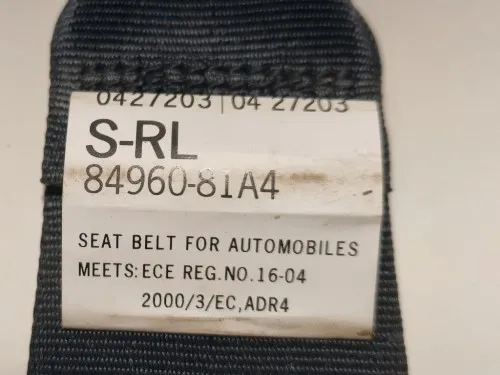 0427203 | 04 27203
S-RL
84960-81A4
SEAT BELT FOR AUTOMOBILES
MEETS:ECE REG.NO.16-04
2000/3/EC,ADR4